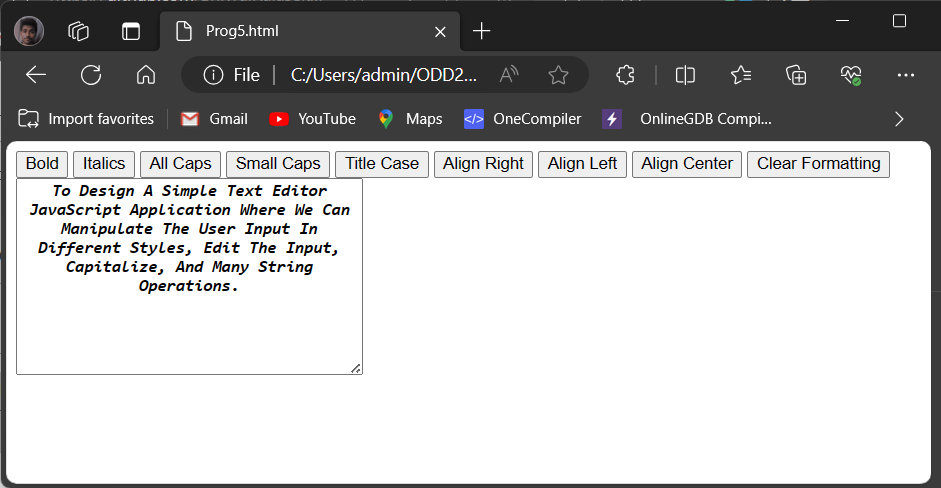 Prog5.html
File
C:/Users/admin/ODD2...
Import favorites
Gmail
YouTube
Maps
OneCompiler
OnlineGDB Compi...
Bold
Italics
All Caps
Small Caps
Title Case
Align Right
Align Left
Align Center
Clear Formatting
To Design A Simple Text Editor
JavaScript Application Where We Can
Manipulate The User Input In
Different Styles, Edit The Input,
Capitalize, And Many String
Operations.